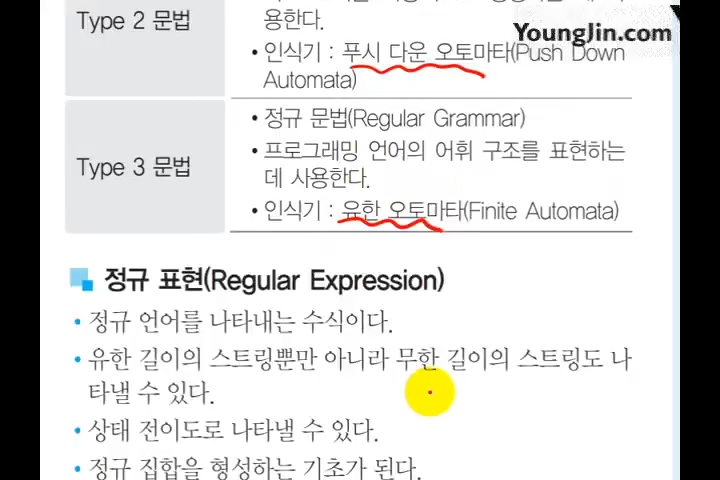 YoungJin.com
Type 2 문법
용한다.
• 인식기 : 푸시 다운 오토마타(Push Down
Automata)
Type 3 문법
• 정규 문법(Regular Grammar)
• 프로그래밍 언어의 어휘 구조를 표현하는
데 사용한다.
• 인식기 : 유한 오토마타(Finite Automata)
정규 표현(Regular Expression)
• 정규 언어를 나타내는 수식이다.
• 유한 길이의 스트링뿐만 아니라 무한 길이의 스트링도 나
타낼 수 있다.
• 상태 전이도로 나타낼 수 있다.
• 정규 집합을 형성하는 기초가 된다.